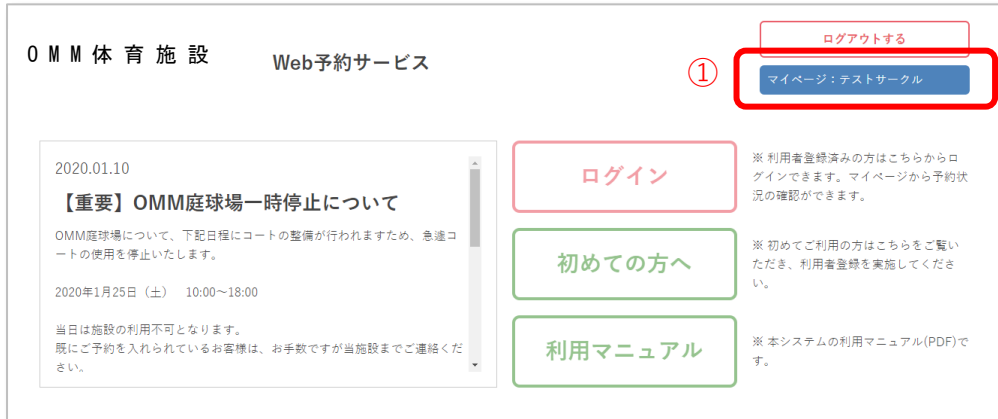 OMM体育施設
Web予約サービス
ログアウトする
①
マイページ：テストサークル
2020.01.10
【重要】OMM庭球場一時停止について
OMM庭球場について、下記日程にコートの整備が行われますため、急遽コ
ートの使用を停止いたします。
2020年1月25日（土） 10:00～18:00
当日は施設の利用不可となります。
既にご予約を入れられているお客様は、お手数ですが当施設までご連絡くだ
さい。
ログイン
※ 利用者登録済みの方はこちらからロ
グインできます。マイページから予約状
況の確認ができます。
初めての方へ
※ 初めてご利用の方はこちらをご覧い
ただき、利用者登録を実施してくださ
い。
利用マニュアル
※ 本システムの利用マニュアル(PDF)で
す。